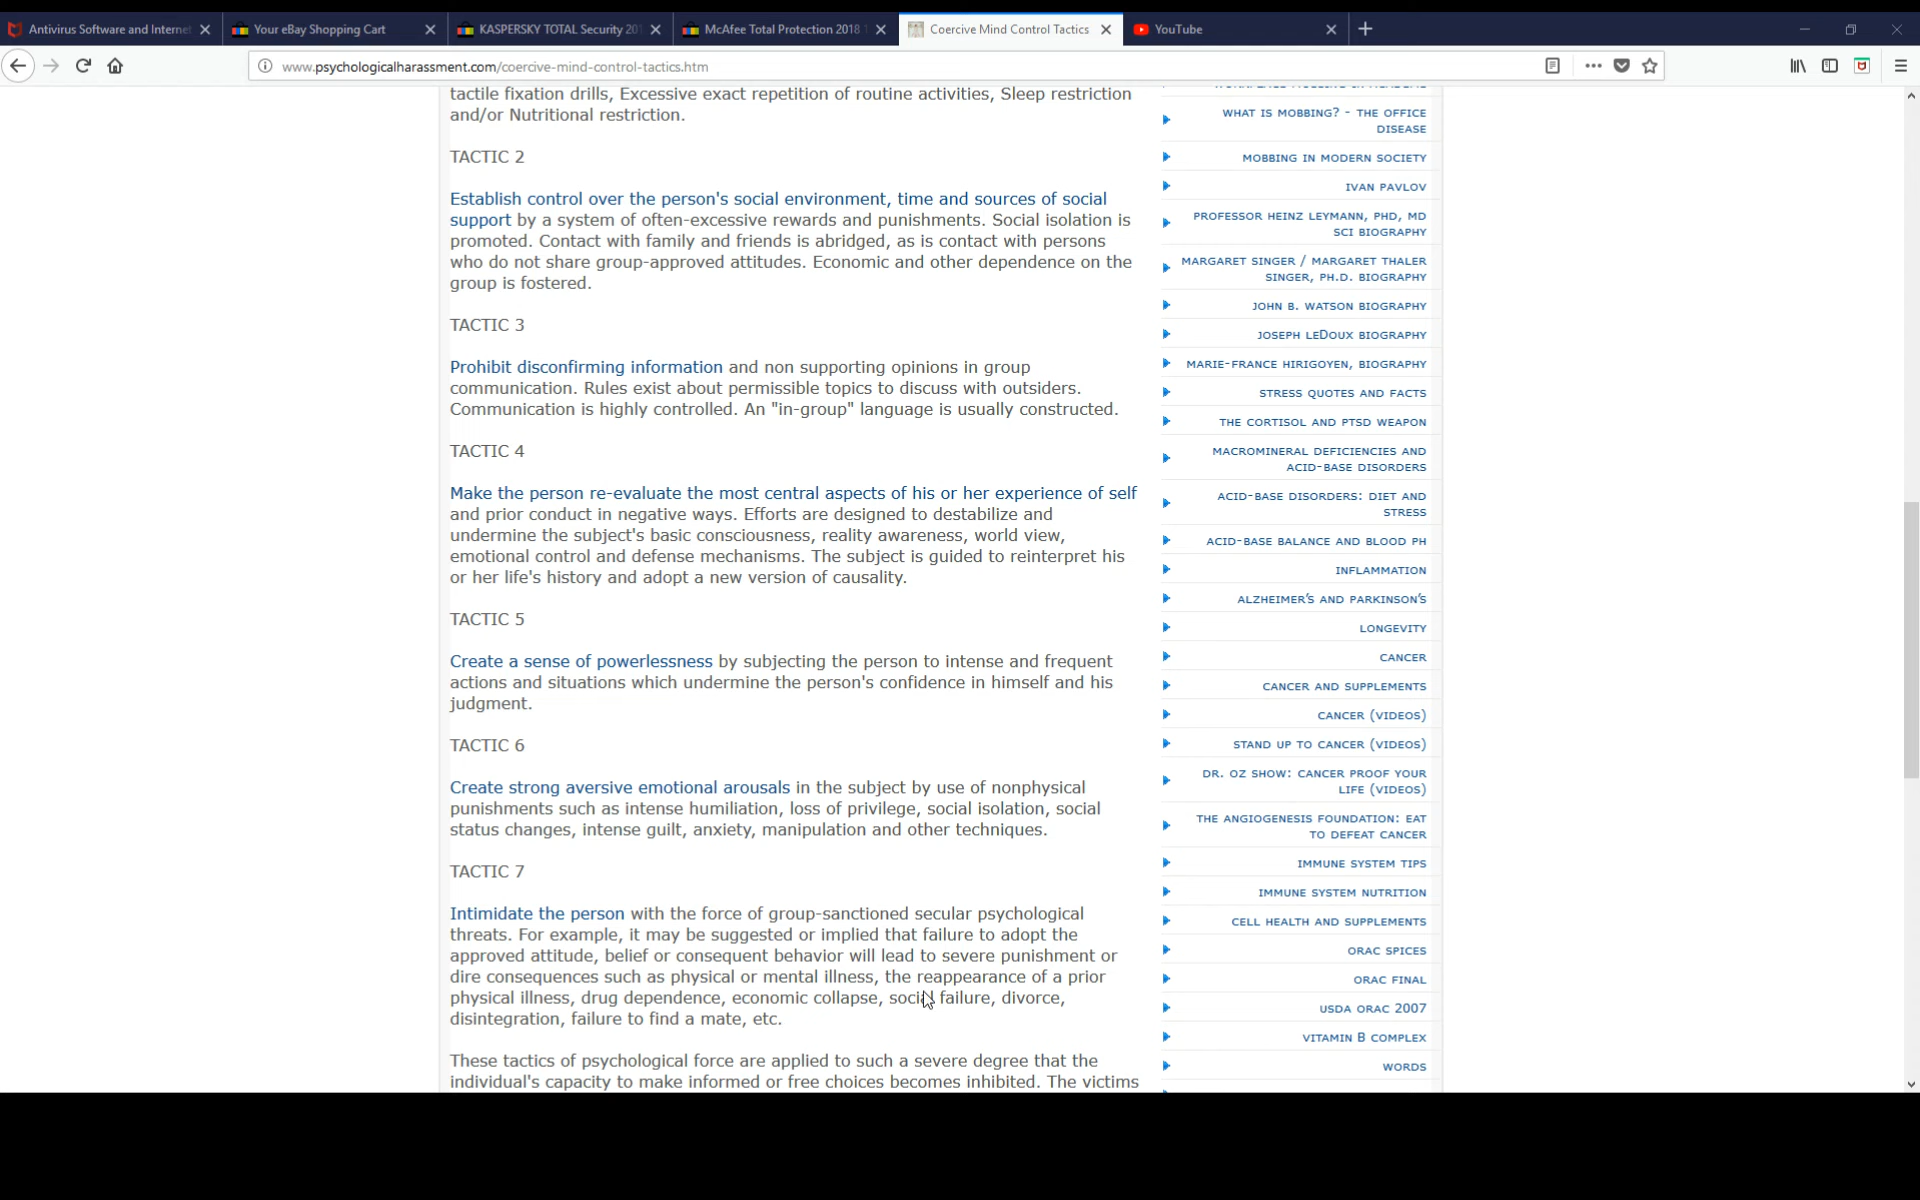 Antivirus Software and Interne
Your eBay Shopping Cart
KASPERSKY TOTAL Security 20
McAfee Total Protection 2018
Coercive Mind Control Tactics
YouTube
www.psychologicalharassment.com/coercive-mind-control-tactics.htm
tactile fixation drills, Excessive exact repetition of routine activities, Sleep restriction
and/or Nutritional restriction.
TACTIC 2
Establish control over the person's social environment, time and sources of social
support by a system of often-excessive rewards and punishments. Social isolation is
promoted. Contact with family and friends is abridged, as is contact with persons
who do not share group-approved attitudes. Economic and other dependence on the
group is fostered.
TACTIC 3
Prohibit disconfirming information and non supporting opinions in group
communication. Rules exist about permissible topics to discuss with outsiders.
Communication is highly controlled. An "in-group" language is usually constructed.
TACTIC 4
Make the person re-evaluate the most central aspects of his or her experience of self
and prior conduct in negative ways. Efforts are designed to destabilize and
undermine the subject's basic consciousness, reality awareness, world view,
emotional control and defense mechanisms. The subject is guided to reinterpret his
or her life's history and adopt a new version of causality.
TACTIC 5
Create a sense of powerlessness by subjecting the person to intense and frequent
actions and situations which undermine the person's confidence in himself and his
judgment.
TACTIC 6
Create strong aversive emotional arousals in the subject by use of nonphysical
punishments such as intense humiliation, loss of privilege, social isolation, social
status changes, intense guilt, anxiety, manipulation and other techniques.
TACTIC 7
Intimidate the person with the force of group-sanctioned secular psychological
threats. For example, it may be suggested or implied that failure to adopt the
approved attitude, belief or consequent behavior will lead to severe punishment or
dire consequences such as physical or mental illness, the reappearance of a prior
physical illness, drug dependence, economic collapse, social failure, divorce,
disintegration, failure to find a mate, etc.
These tactics of psychological force are applied to such a severe degree that the
individual's capacity to make informed or free choices becomes inhibited. The victims
WHAT IS MOBBING? - THE OFFICE
DISEASE
MOBBING IN MODERN SOCIETY
IVAN PAVLOV
PROFESSOR HEINZ LEYMANN, PHD, MD
SCI BIOGRAPHY
MARGARET SINGER / MARGARET THALER
SINGER, PH.D. BIOGRAPHY
JOHN B. WATSON BIOGRAPHY
JOSEPH LEDOUX BIOGRAPHY
MARIE-FRANCE HIRIGOYEN, BIOGRAPHY
STRESS QUOTES AND FACTS
THE CORTISOL AND PTSD WEAPON
MACROMINERAL DEFICIENCIES AND
ACID-BASE DISORDERS
ACID-BASE DISORDERS: DIET AND
STRESS
ACID-BASE BALANCE AND BLOOD PH
INFLAMMATION
ALZHEIMER'S AND PARKINSON'S
LONGEVITY
CANCER
CANCER AND SUPPLEMENTS
CANCER (VIDEOS)
STAND UP TO CANCER (VIDEOS)
DR. OZ SHOW: CANCER PROOF YOUR
LIFE (VIDEOS)
THE ANGIOGENESIS FOUNDATION: EAT
TO DEFEAT CANCER
IMMUNE SYSTEM TIPS
IMMUNE SYSTEM NUTRITION
CELL HEALTH AND SUPPLEMENTS
ORAC SPICES
ORAC FINAL
USDA ORAC 2007
VITAMIN B COMPLEX
WORDS